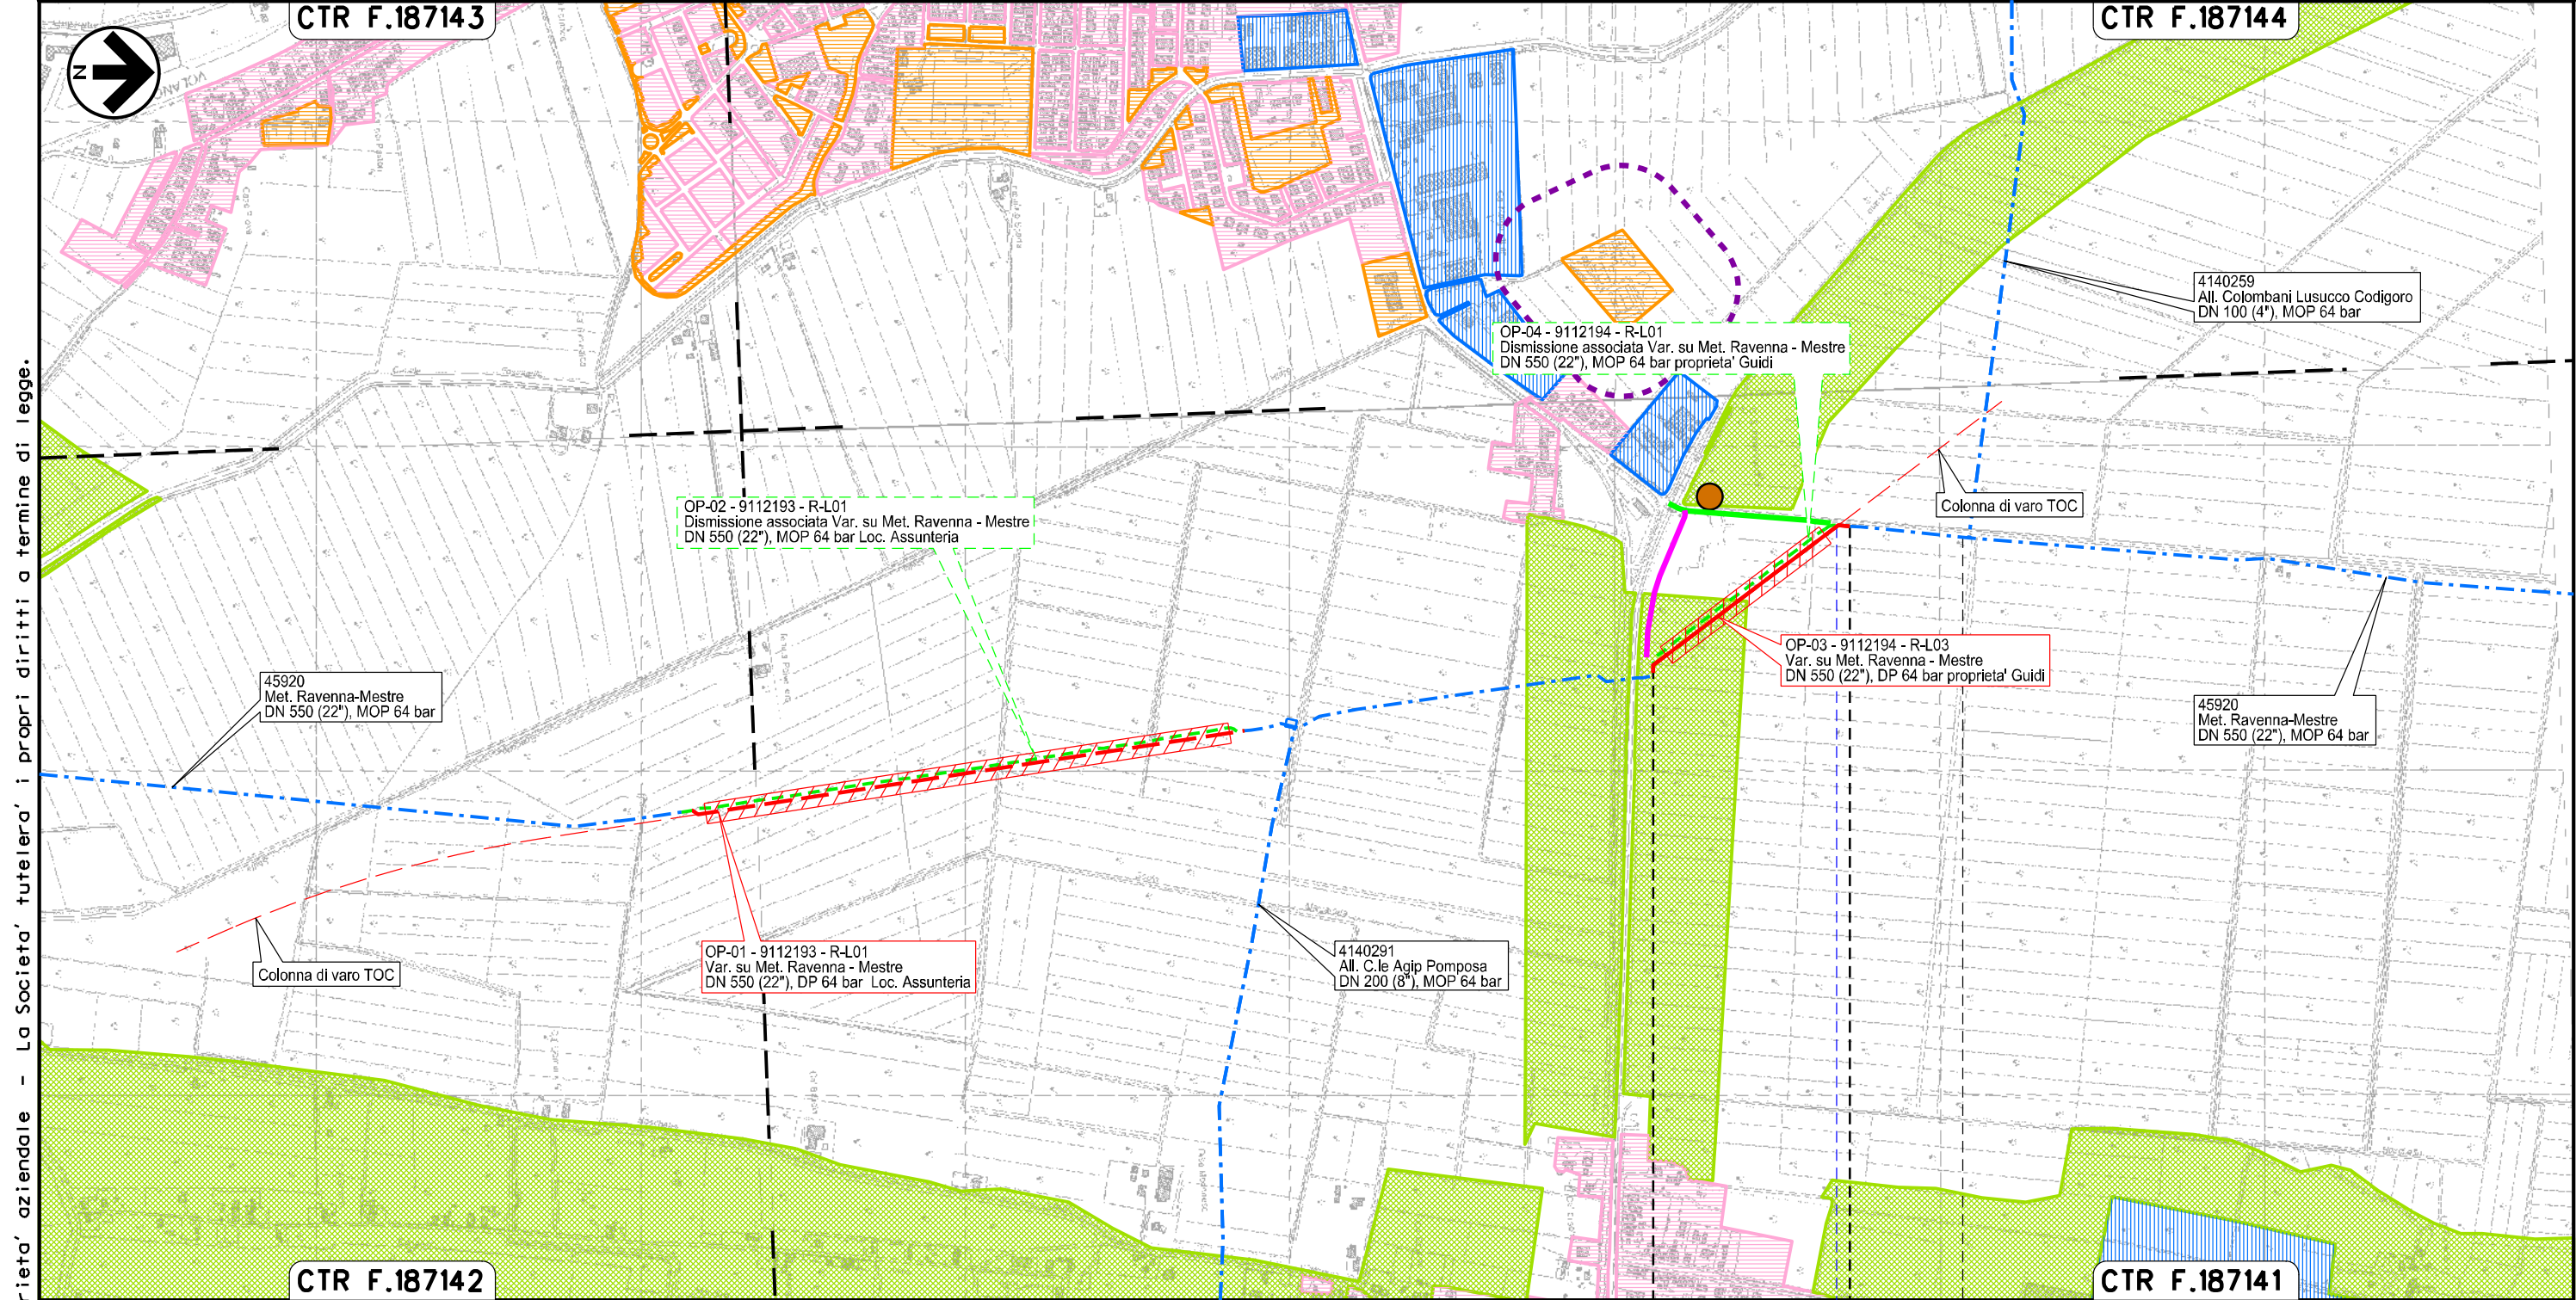 CTR F.187143
CTR F.187144
N
4140259
All. Colombani Lusucco Codigoro
DN 100 (4"), MOP 64 bar
OP-04 - 9112194 - R-L01
Dismissione associata Var. su Met. Ravenna - Mestre
DN 550 (22"), MOP 64 bar proprieta' Guidi
Colonna di varo TOC
OP-02 - 9112193 - R-L01
Dismissione associata Var. su Met. Ravenna - Mestre
DN 550 (22"), MOP 64 bar Loc. Assunteria
OP-03 - 9112194 - R-L03
Var. su Met. Ravenna - Mestre
DN 550 (22"), DP 64 bar proprieta' Guidi
45920
Met. Ravenna-Mestre
DN 550 (22"), MOP 64 bar
45920
Met. Ravenna-Mestre
DN 550 (22"), MOP 64 bar
OP-01 - 9112193 - R-L01
Var. su Met. Ravenna - Mestre
DN 550 (22"), DP 64 bar Loc. Assunteria
4140291
All. C.le Agip Pomposa
DN 200 (8"), MOP 64 bar
Colonna di varo TOC
rieta' aziendale - La Societa' tutelera' i propri diritti a termine di legge.
CTR F.187142
CTR F.187141